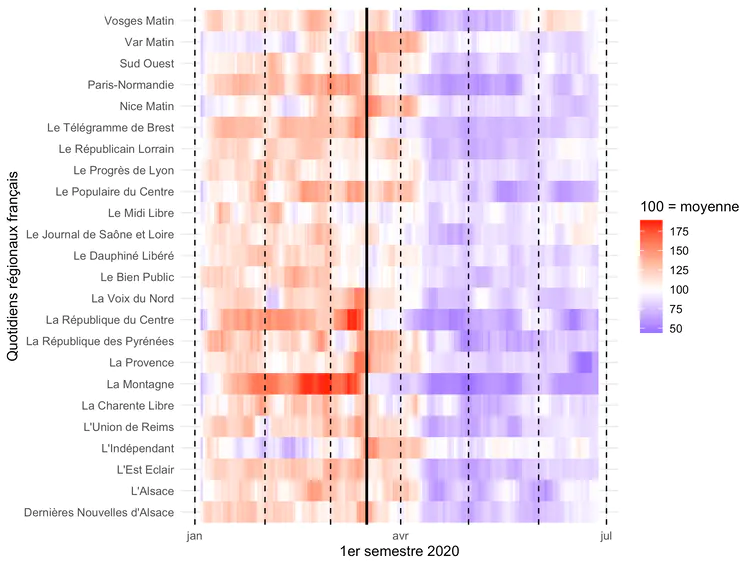 Quotidiens régionaux français
Vosges Matin
Var Matin
Sud Ouest
Paris-Normandie
Nice Matin
Le Télégramme de Brest
Le Républicain Lorrain
Le Progrès de Lyon
Le Populaire du Centre
Le Midi Libre
Le Journal de Saône et Loire
Le Dauphiné Libéré
Le Bien Public
La Voix du Nord
La République du Centre
La République des Pyrénées
La Provence
La Montagne
La Charente Libre
L'Union de Reims
L'Indépendant
L'Est Eclair
L'Alsace
Dernières Nouvelles d'Alsace
jan avr jul
1er semestre 2020
100 = moyenne
175
150
125
100
75
50